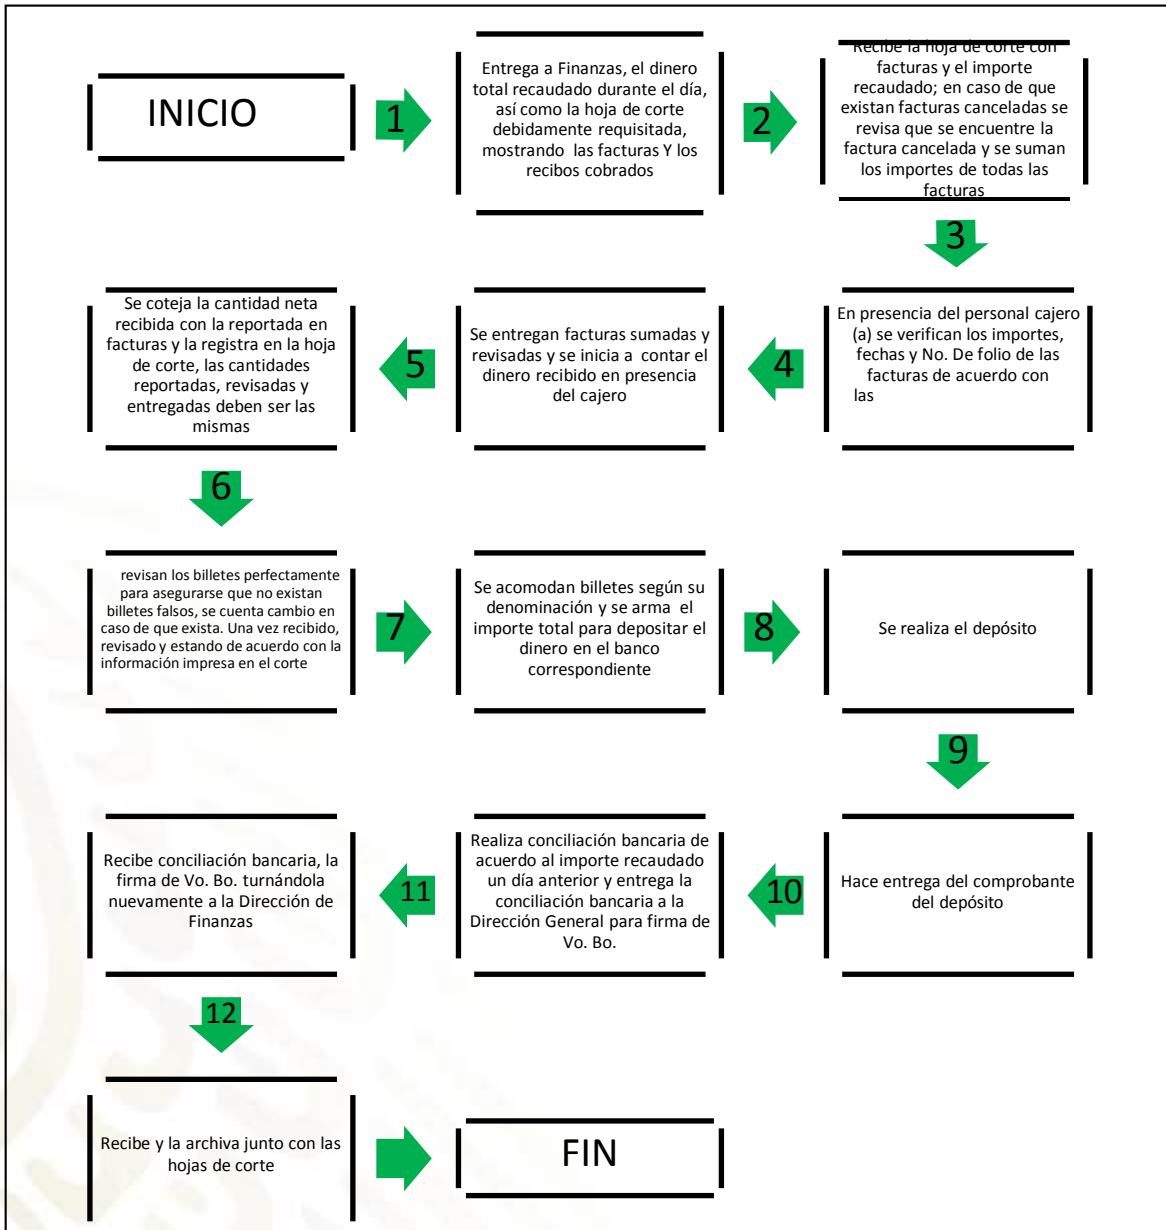 INICIO
1
Entrega a Finanzas, el dinero
total recaudado durante el día,
así como la hoja de corte
debidamente requisitada,
mostrando las facturas Y los
recibos cobrados
2
Recibe la hoja de corte con
facturas y el importe
recaudado; en caso de que
existan facturas canceladas se
revisa que se encuentre la
factura cancelada y se suman
los importes de todas las
facturas
3
En presencia del personal cajero
(a) se verifican los importes,
fechas y No. De folio de las
facturas de acuerdo con
las
4
Se entregan facturas sumadas y
revisadas y se inicia a contar el
dinero recibido en presencia
del cajero
5
Se coteja la cantidad neta
recibida con la reportada en
facturas y la registra en la hoja
de corte, las cantidades
reportadas, revisadas y
entregadas deben ser las
mismas
6
revisan los billetes perfectamente
para asegurarse que no existan
billetes falsos, se cuenta cambio en
caso de que exista. Una vez recibido,
revisado y estando de acuerdo con la
información impresa en el corte
7
Se acomodan billetes según su
denominación y se arma el
importe total para depositar el
dinero en el banco
correspondiente
8
Se realiza el depósito
9
Hace entrega del comprobante
del depósito
10
Realiza conciliación bancaria de
acuerdo al importe recaudado
un día anterior y entrega la
conciliación bancaria a la
Dirección General para firma de
Vo. Bo.
11
Recibe conciliación bancaria, la
firma de Vo. Bo. turnándola
nuevamente a la Dirección de
Finanzas
12
Recibe y la archiva junto con las
hojas de corte
FIN